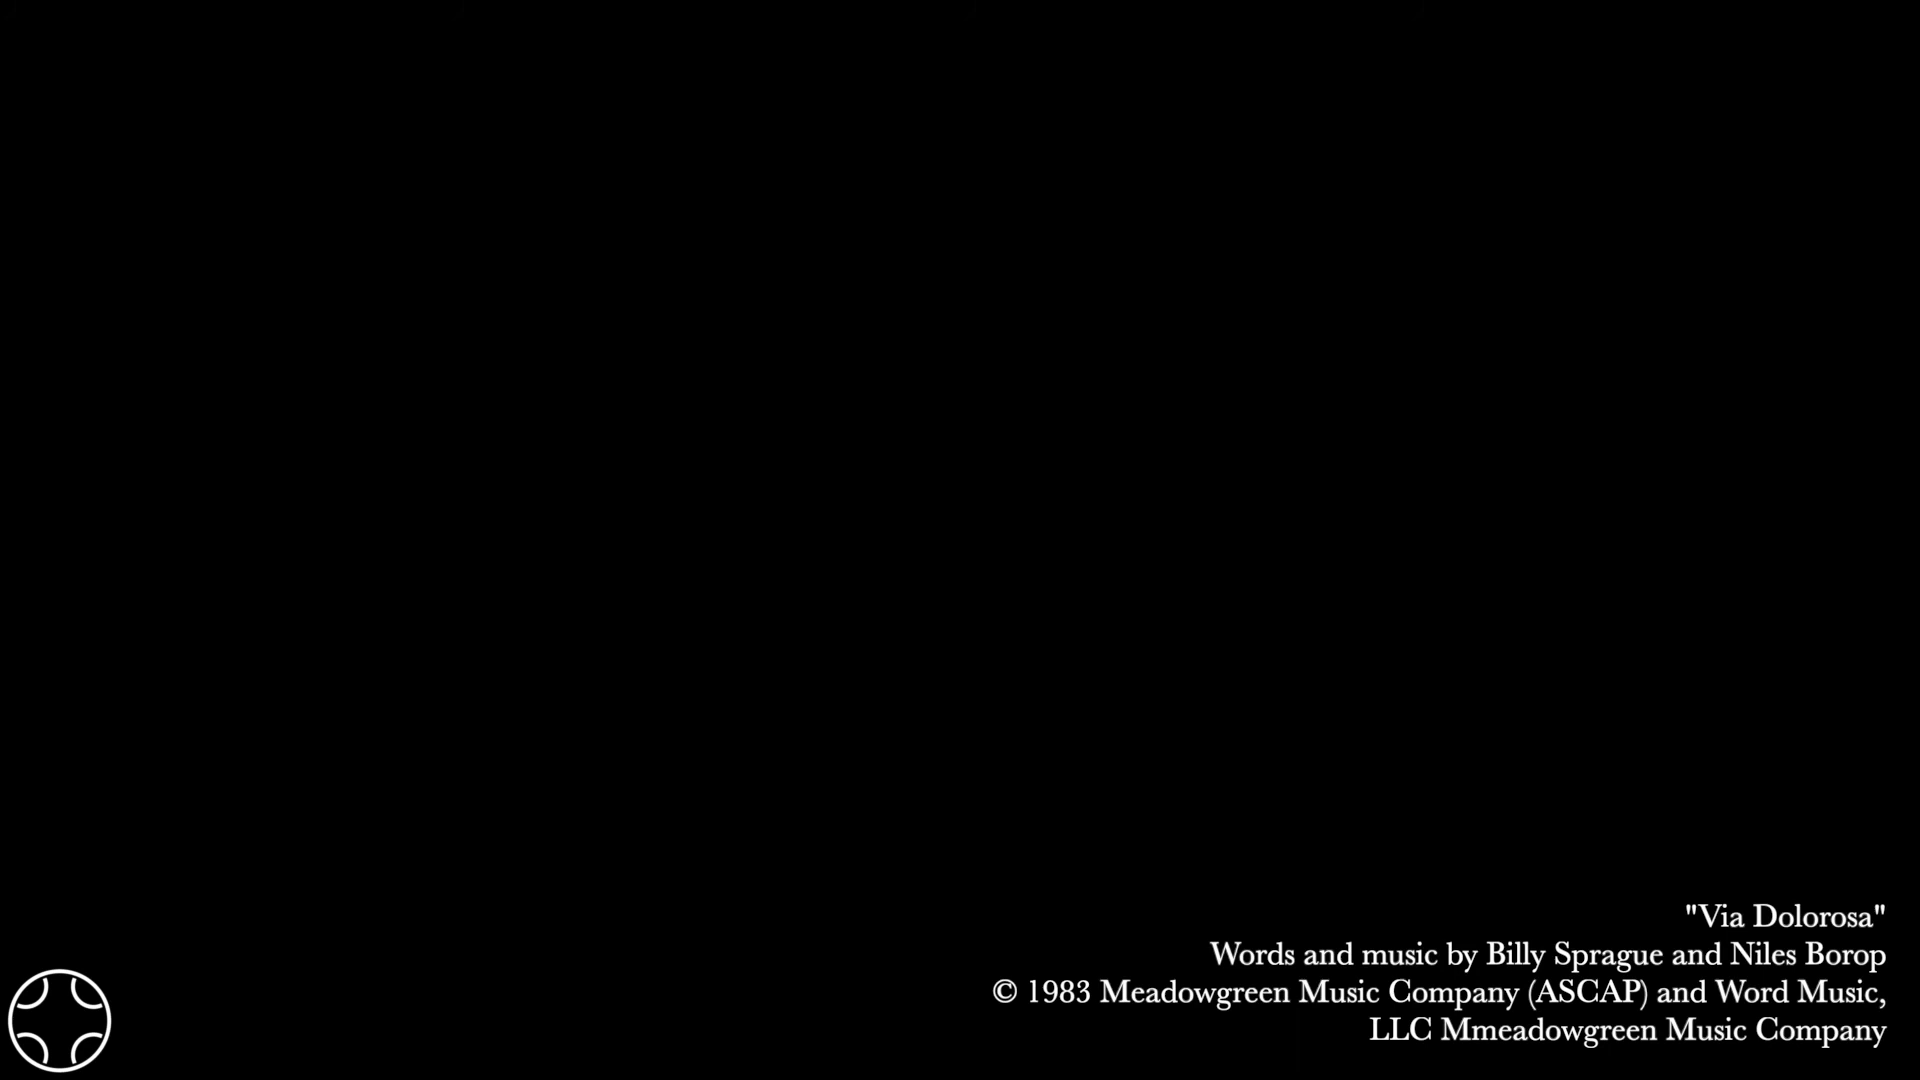 "Via Dolorosa"
Words and music by Billy Sprague and Niles Borop
© 1983 Meadowgreen Music Company (ASCAP) and Word Music,
LLC Mmeadowgreen Music Company